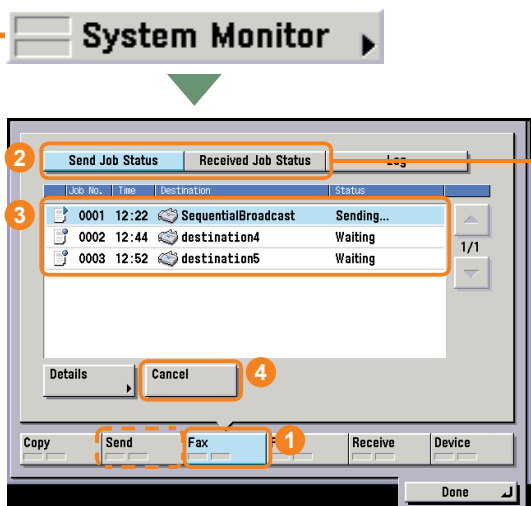 System Monitor
2 Send Job Status Received Job Status Log
Job No. Time Destination Status
3 0001 12:22 SequentialBroadcast Sending...
0002 12:44 destination4 Waiting
0003 12:52 destination5 Waiting
1/1
Details Cancel 4
Copy Send Fax 1 Receive Device
Done